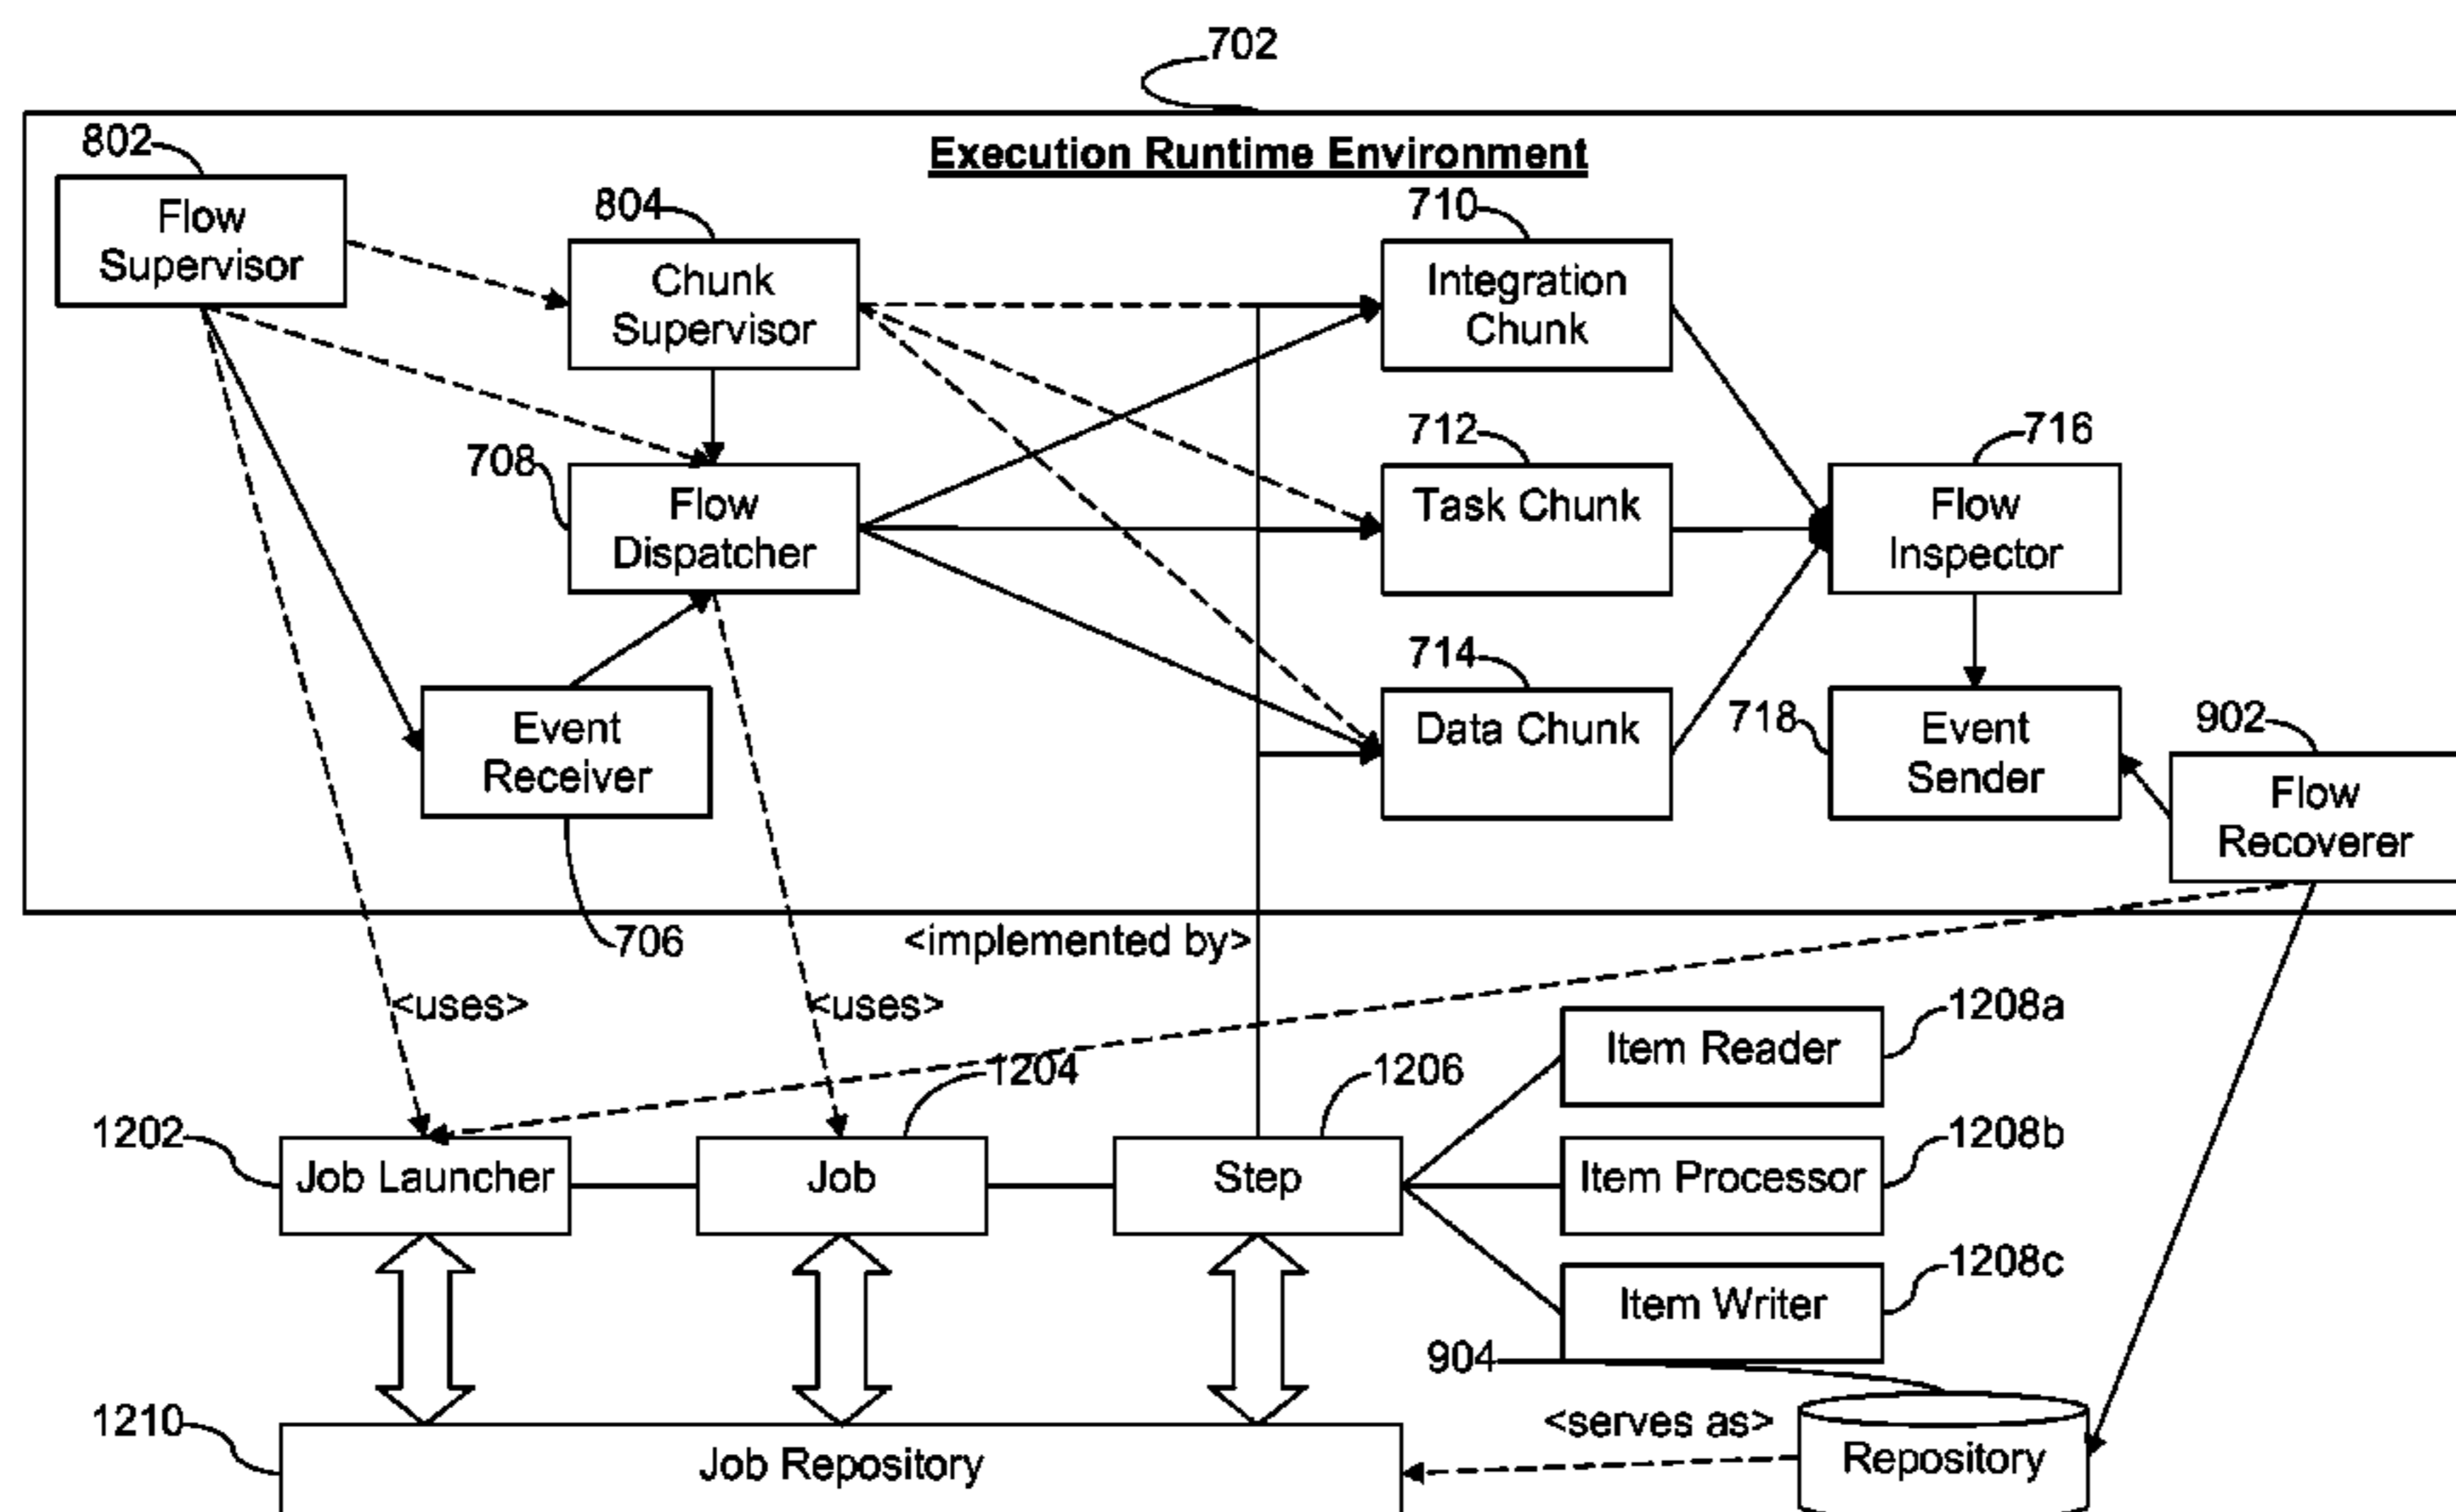 702
802
Execution Runtime Environment
804
710
Flow
Supervisor
Chunk
Supervisor
Integration
Chunk
708
712
716
Flow
Dispatcher
Task Chunk
Flow
Inspector
714
718
902
Event
Receiver
Data Chunk
Event
Sender
Flow
Recoverer
706
<implemented by>
<uses>
<uses>
1208a
Item Reader
1204
1206
1202
1208b
Job Launcher
Job
Step
Item Processor
1208c
Item Writer
904
1210
<serves as>
Job Repository
Repository